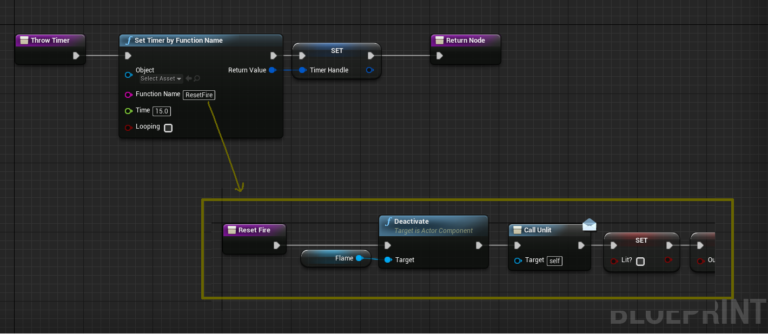 Throw Timer
Set Timer by Function Name
SET
Return Node
Object
Select Asset
Return Value
Timer Handle
Function Name ResetFire
Time 15.0
Looping
Reset Fire
Deactivate
Target is Actor Component
Call Unlit
SET
Flame
Target
Target self
Lit?
Ou
BLUEPRINT